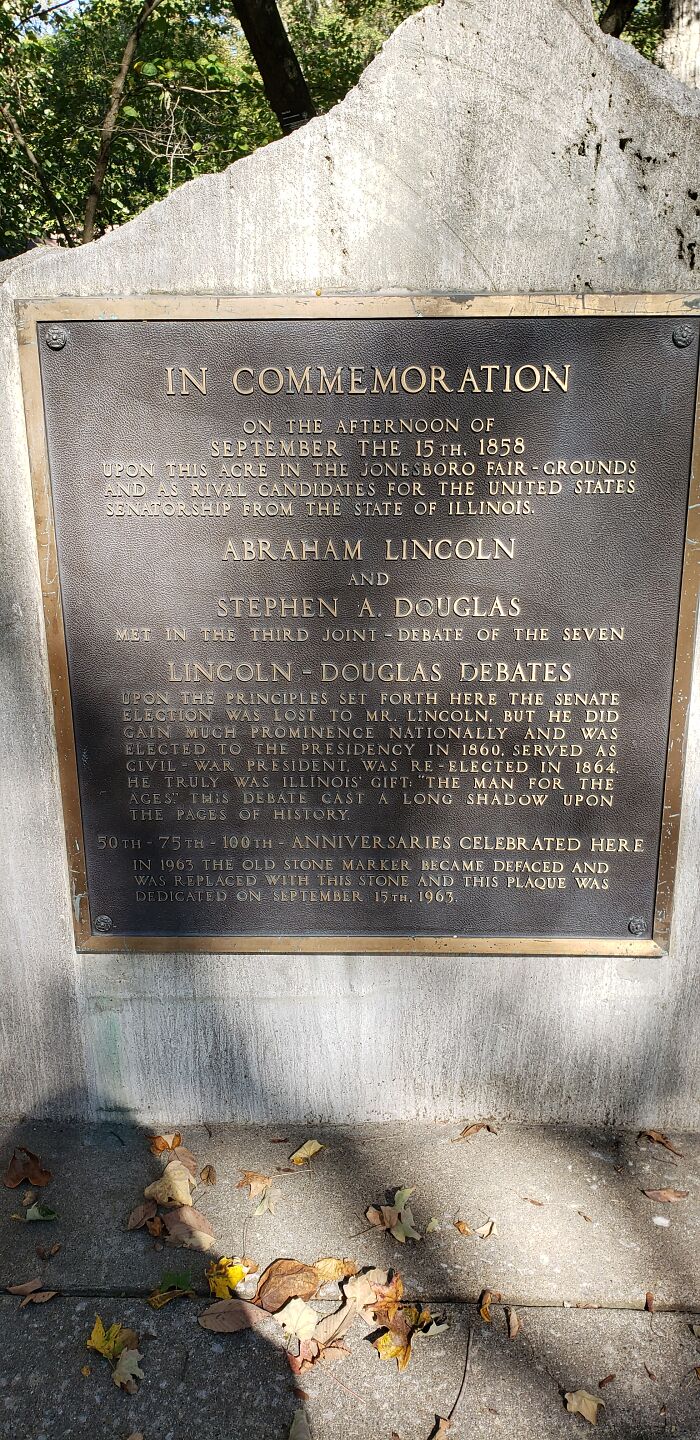 IN COMMEMORATION
ON THE AFTERNOON OF
SEPTEMBER THE 15TH, 1858
UPON THIS ACRE IN THE JONESBORO FAIR-GROUNDS
AND AS RIVAL CANDIDATES FOR THE UNITED STATES
SENATORSHIP FROM THE STATE OF ILLINOIS.
ABRAHAM LINCOLN
AND
STEPHEN A. DOUGLAS
MET IN THE THIRD JOINT-DEBATE OF THE SEVEN
LINCOLN-DOUGLAS DEBATES
UPON THE PRINCIPLES SET FORTH HERE THE SENATE
ELECTION WAS LOST TO MR. LINCOLN, BUT HE DID
GAIN MUCH PROMINENCE NATIONALLY AND WAS
ELECTED TO THE PRESIDENCY IN 1860, SERVED AS
CIVIL-WAR PRESIDENT, WAS RE-ELECTED IN 1864.
HE TRULY WAS ILLINOIS' GIFT: "THE MAN FOR THE
AGES." THIS DEBATE CAST A LONG SHADOW UPON
THE PAGES OF HISTORY.
50TH-75TH-100TH-ANNIVERSARIES CELEBRATED HERE
IN 1963 THE OLD STONE MARKER BECAME DEFACED AND
WAS REPLACED WITH THIS STONE AND THIS PLAQUE WAS
DEDICATED ON SEPTEMBER 15TH, 1963.